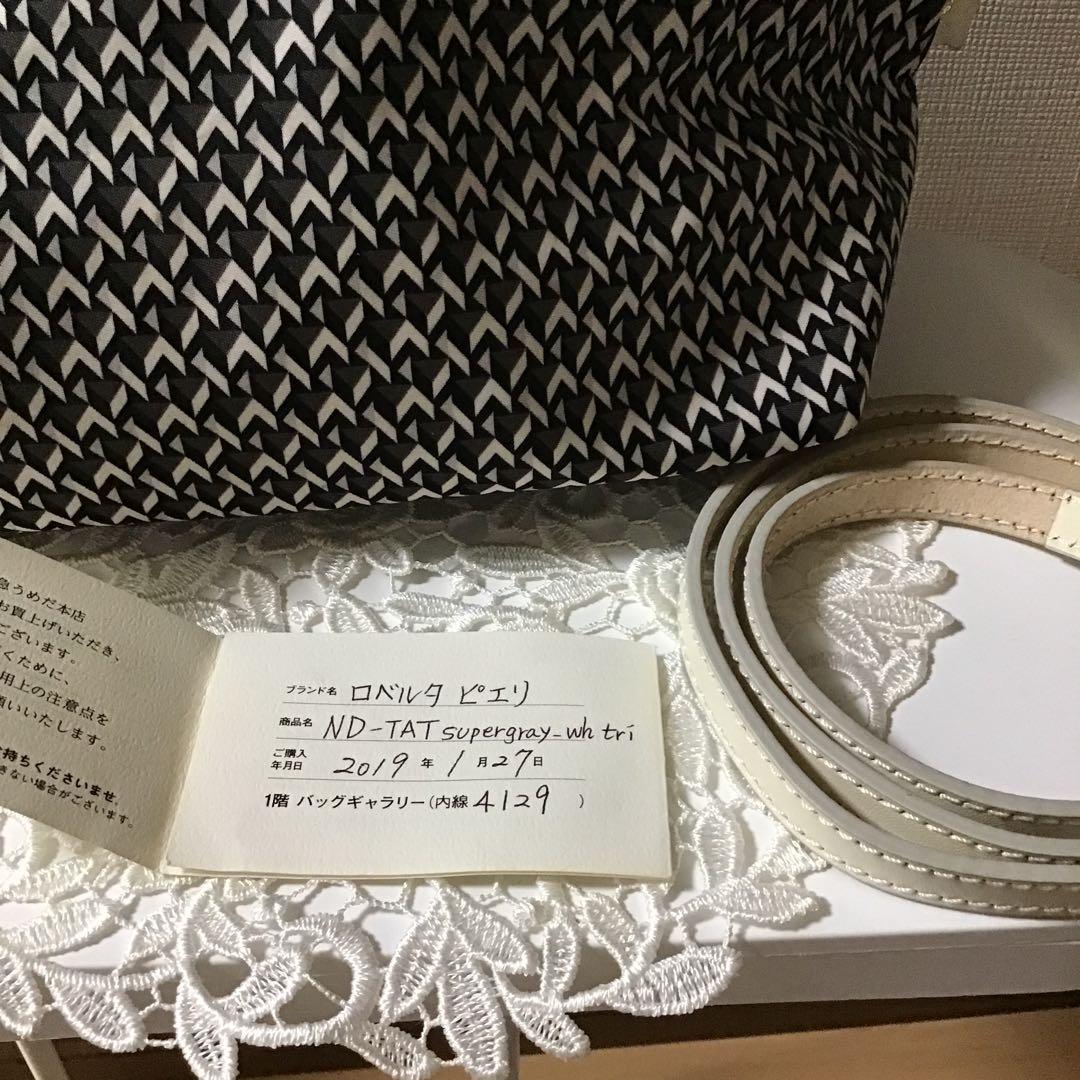 急うめだ本店
お買上げいただき、
ございます。
くために、
用上の注意点を
願いいたします。
持ちくださいませ。
きない場合がございます。
ブランド名 ロベルタ ピエリ
商品名 ND-TAT supergray-wh tri
ご購入
年月日 2019 年 1 月 27 日
1階 バッグギャラリー(内線 4129 )